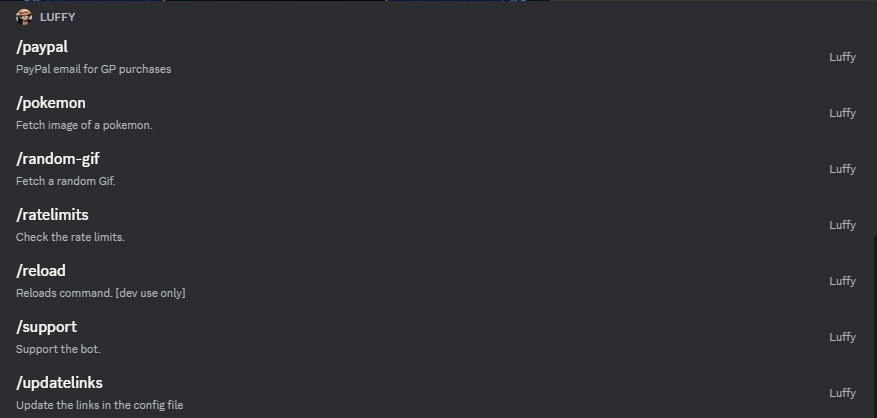 LUFFY
/paypal
PayPal email for GP purchases
Luffy
/pokemon
Fetch image of a pokemon.
Luffy
/random-gif
Fetch a random Gif.
Luffy
/ratelimits
Check the rate limits.
Luffy
/reload
Reloads command. [dev use only]
Luffy
/support
Support the bot.
Luffy
/updatelinks
Update the links in the config file
Luffy